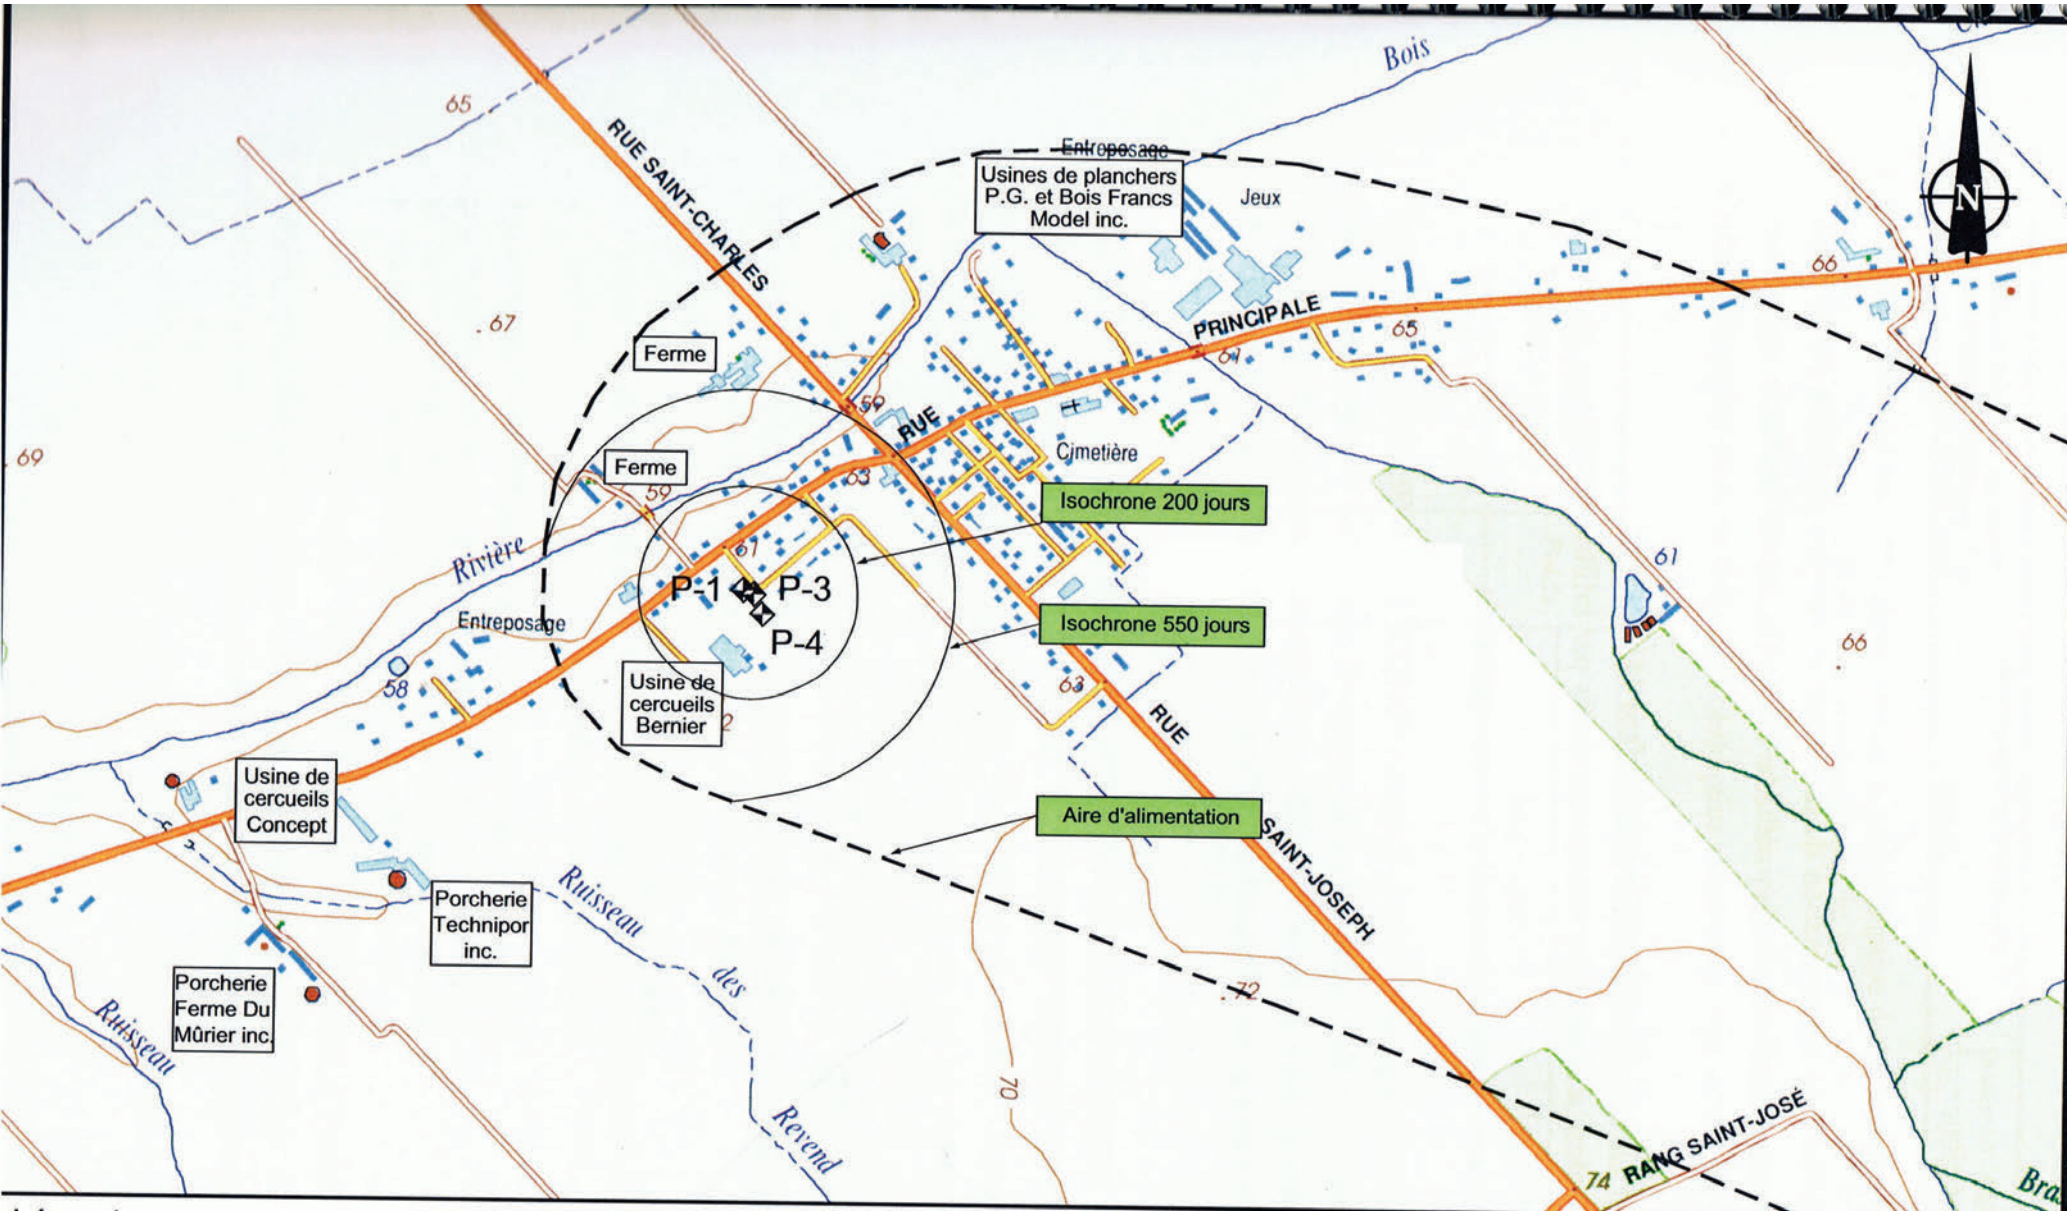 Bois
65
RUE SAINT-CHARLES
Entreposage
Usines de planchers
P.G. et Bois Francs
Model inc.
Jeux
N
66
67
PRINCIPALE
65
61
Ferme
59
RUE
69
Ferme
59
63
Cimetière
Isochrone 200 jours
Rivière
61
61
P-1
P-3
P-4
Entreposage
Isochrone 550 jours
66
58
Usine de
cercueils
Bernier
2
63
RUE
Usine de
cercueils
Concept
Aire d'alimentation
SAINT-JOSEPH
Porcherie
Technipor
inc.
Ruisseau
des
Revend
Porcherie
Ferme Du
Mûrier inc.
Ruisseau
72
70
74
RANG SAINT-JOSÉ
Bra